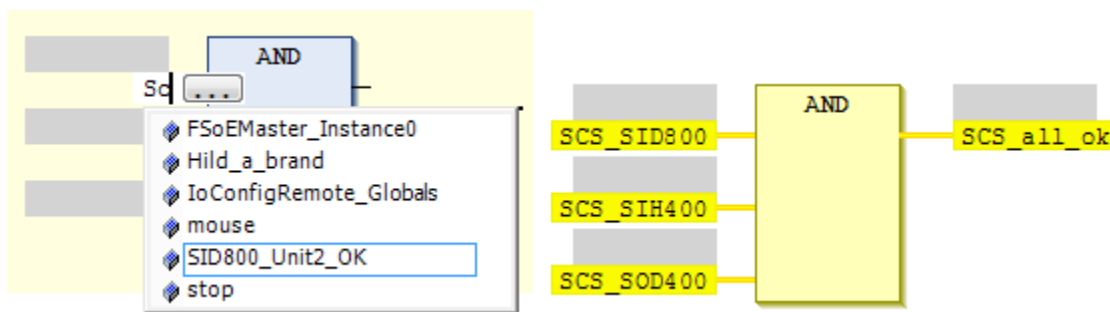 AND
Sc ...
FSoEMaster_Instance0
Hild_a_brand
IoConfigRemote_Globals
mouse
SID800_Unit2_OK
stop
AND
SCS_SID800
SCS_all_ok
SCS_SIH400
SCS_SOD400